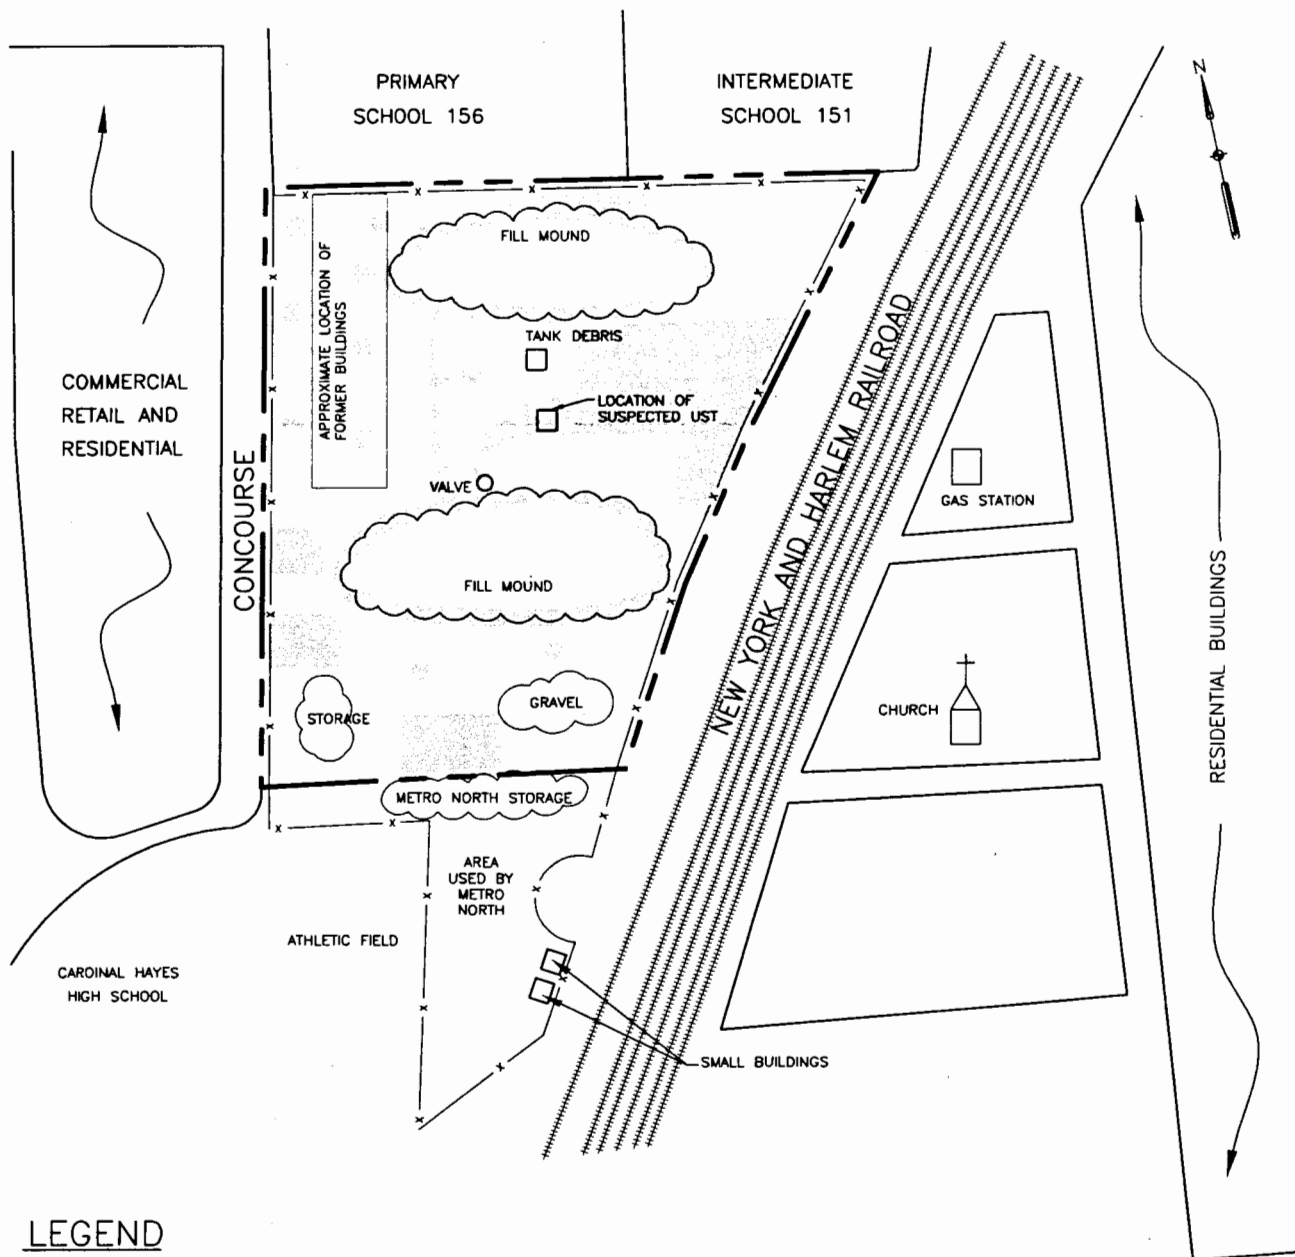 PRIMARY
SCHOOL 156
INTERMEDIATE
SCHOOL 151
N
FILL MOUND
APPROXIMATE LOCATION OF
FORMER BUILDINGS
TANK DEBRIS
LOCATION OF
SUSPECTED UST
COMMERCIAL
RETAIL AND
RESIDENTIAL
CONCOURSE
VALVE
FILL MOUND
NEW YORK AND HARLEM RAILROAD
GAS STATION
RESIDENTIAL BUILDINGS
STORAGE
GRAVEL
CHURCH
METRO NORTH STORAGE
AREA
USED BY
METRO
NORTH
ATHLETIC FIELD
CARDINAL HAYES
HIGH SCHOOL
SMALL BUILDINGS
LEGEND